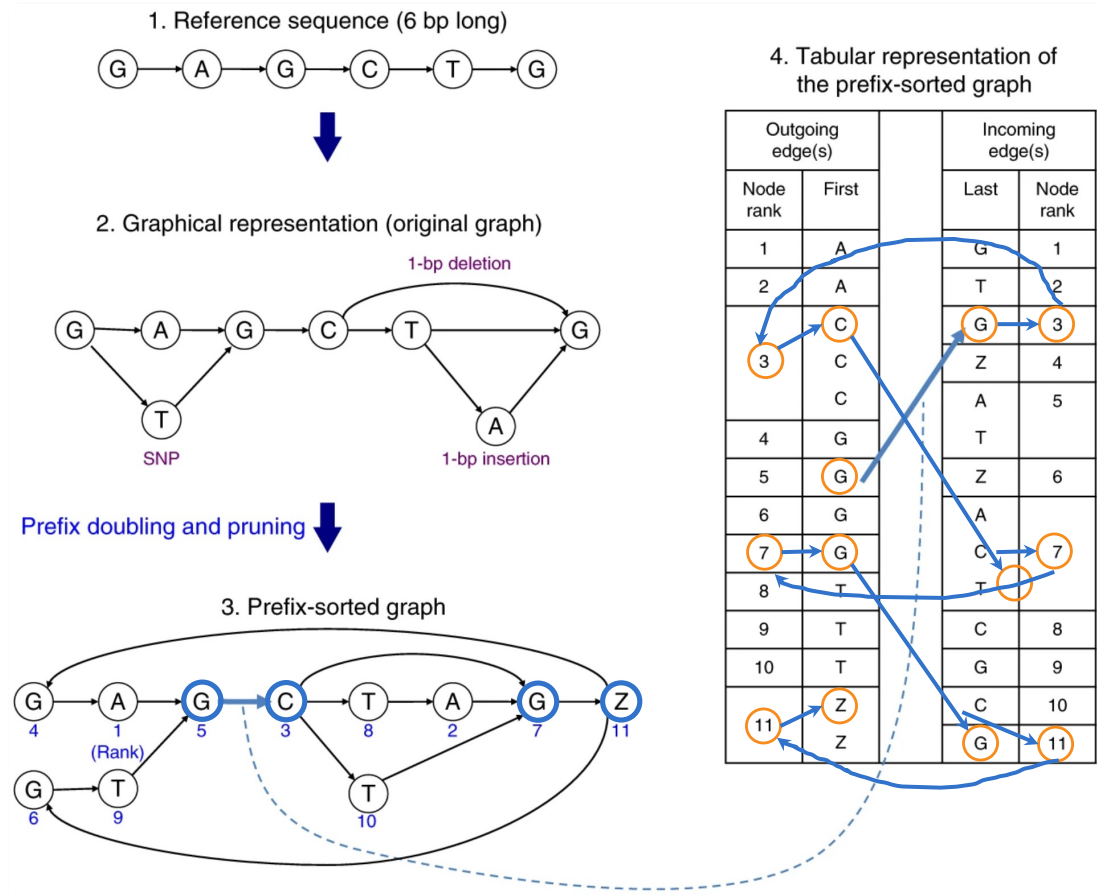 1. Reference sequence (6 bp long)
G A G C T G
2. Graphical representation (original graph)
1-bp deletion
G A G C T G
T
A
SNP
1-bp insertion
Prefix doubling and pruning
3. Prefix-sorted graph
G A G C T A G Z
4 1 5 3 8 2 7 11
(Rank)
G T T
6 9 10
4. Tabular representation of
the prefix-sorted graph
Outgoing Incoming
edge(s) edge(s)
Node First Last Node
rank rank
1 A G 1
2 A T 2
C G 3
3 C Z 4
C A 5
4 G T
5 G Z 6
6 G A
7 G C 7
8 T T
9 T C 8
10 T G 9
Z C 10
11
Z G 11